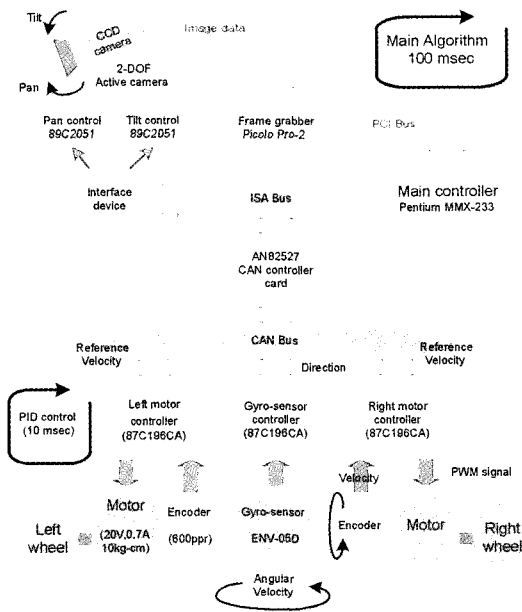 Tilt
CCD
camera
Image data
Main Algorithm
100 msec
2-DOF
Active camera
Pan
Pan control
89C2051
Tilt control
89C2051
Frame grabber
Picolo Pro-2
PCI Bus
Interface
device
ISA Bus
Main controller
Pentium MMX-233
AN82527
CAN controller
card
CAN Bus
Reference
Velocity
Direction
Reference
Velocity
PID control
(10 msec)
Left motor
controller
(87C196CA)
Gyro-sensor
controller
(87C196CA)
Right motor
controller
(87C196CA)
Velocity
PWM signal
Left
wheel
Motor
(20V,0.7A
10kg-cm)
Encoder
(600ppr)
Gyro-sensor
ENV-05D
Encoder
Motor
Right
wheel
Angular
Velocity